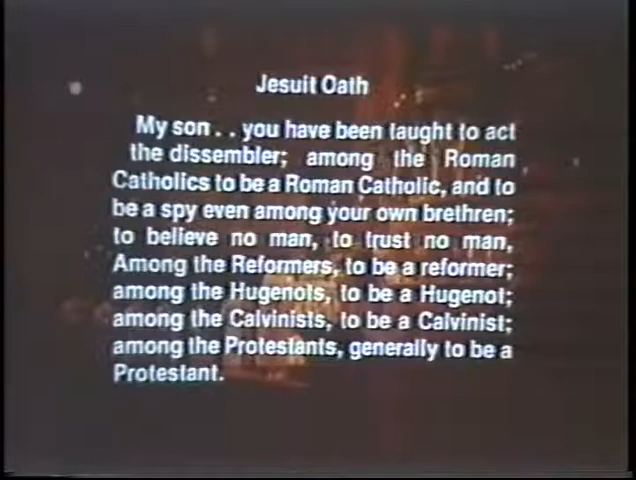 Jesuit Oath
My son . . you have been taught to act
the dissembler; among the Roman
Catholics to be a Roman Catholic, and to
be a spy even among your own brethren;
to believe no man, to trust no man,
Among the Reformers, to be a reformer;
among the Hugenots, to be a Hugenot;
among the Calvinists, to be a Calvinist;
among the Protestants, generally to be a
Protestant.